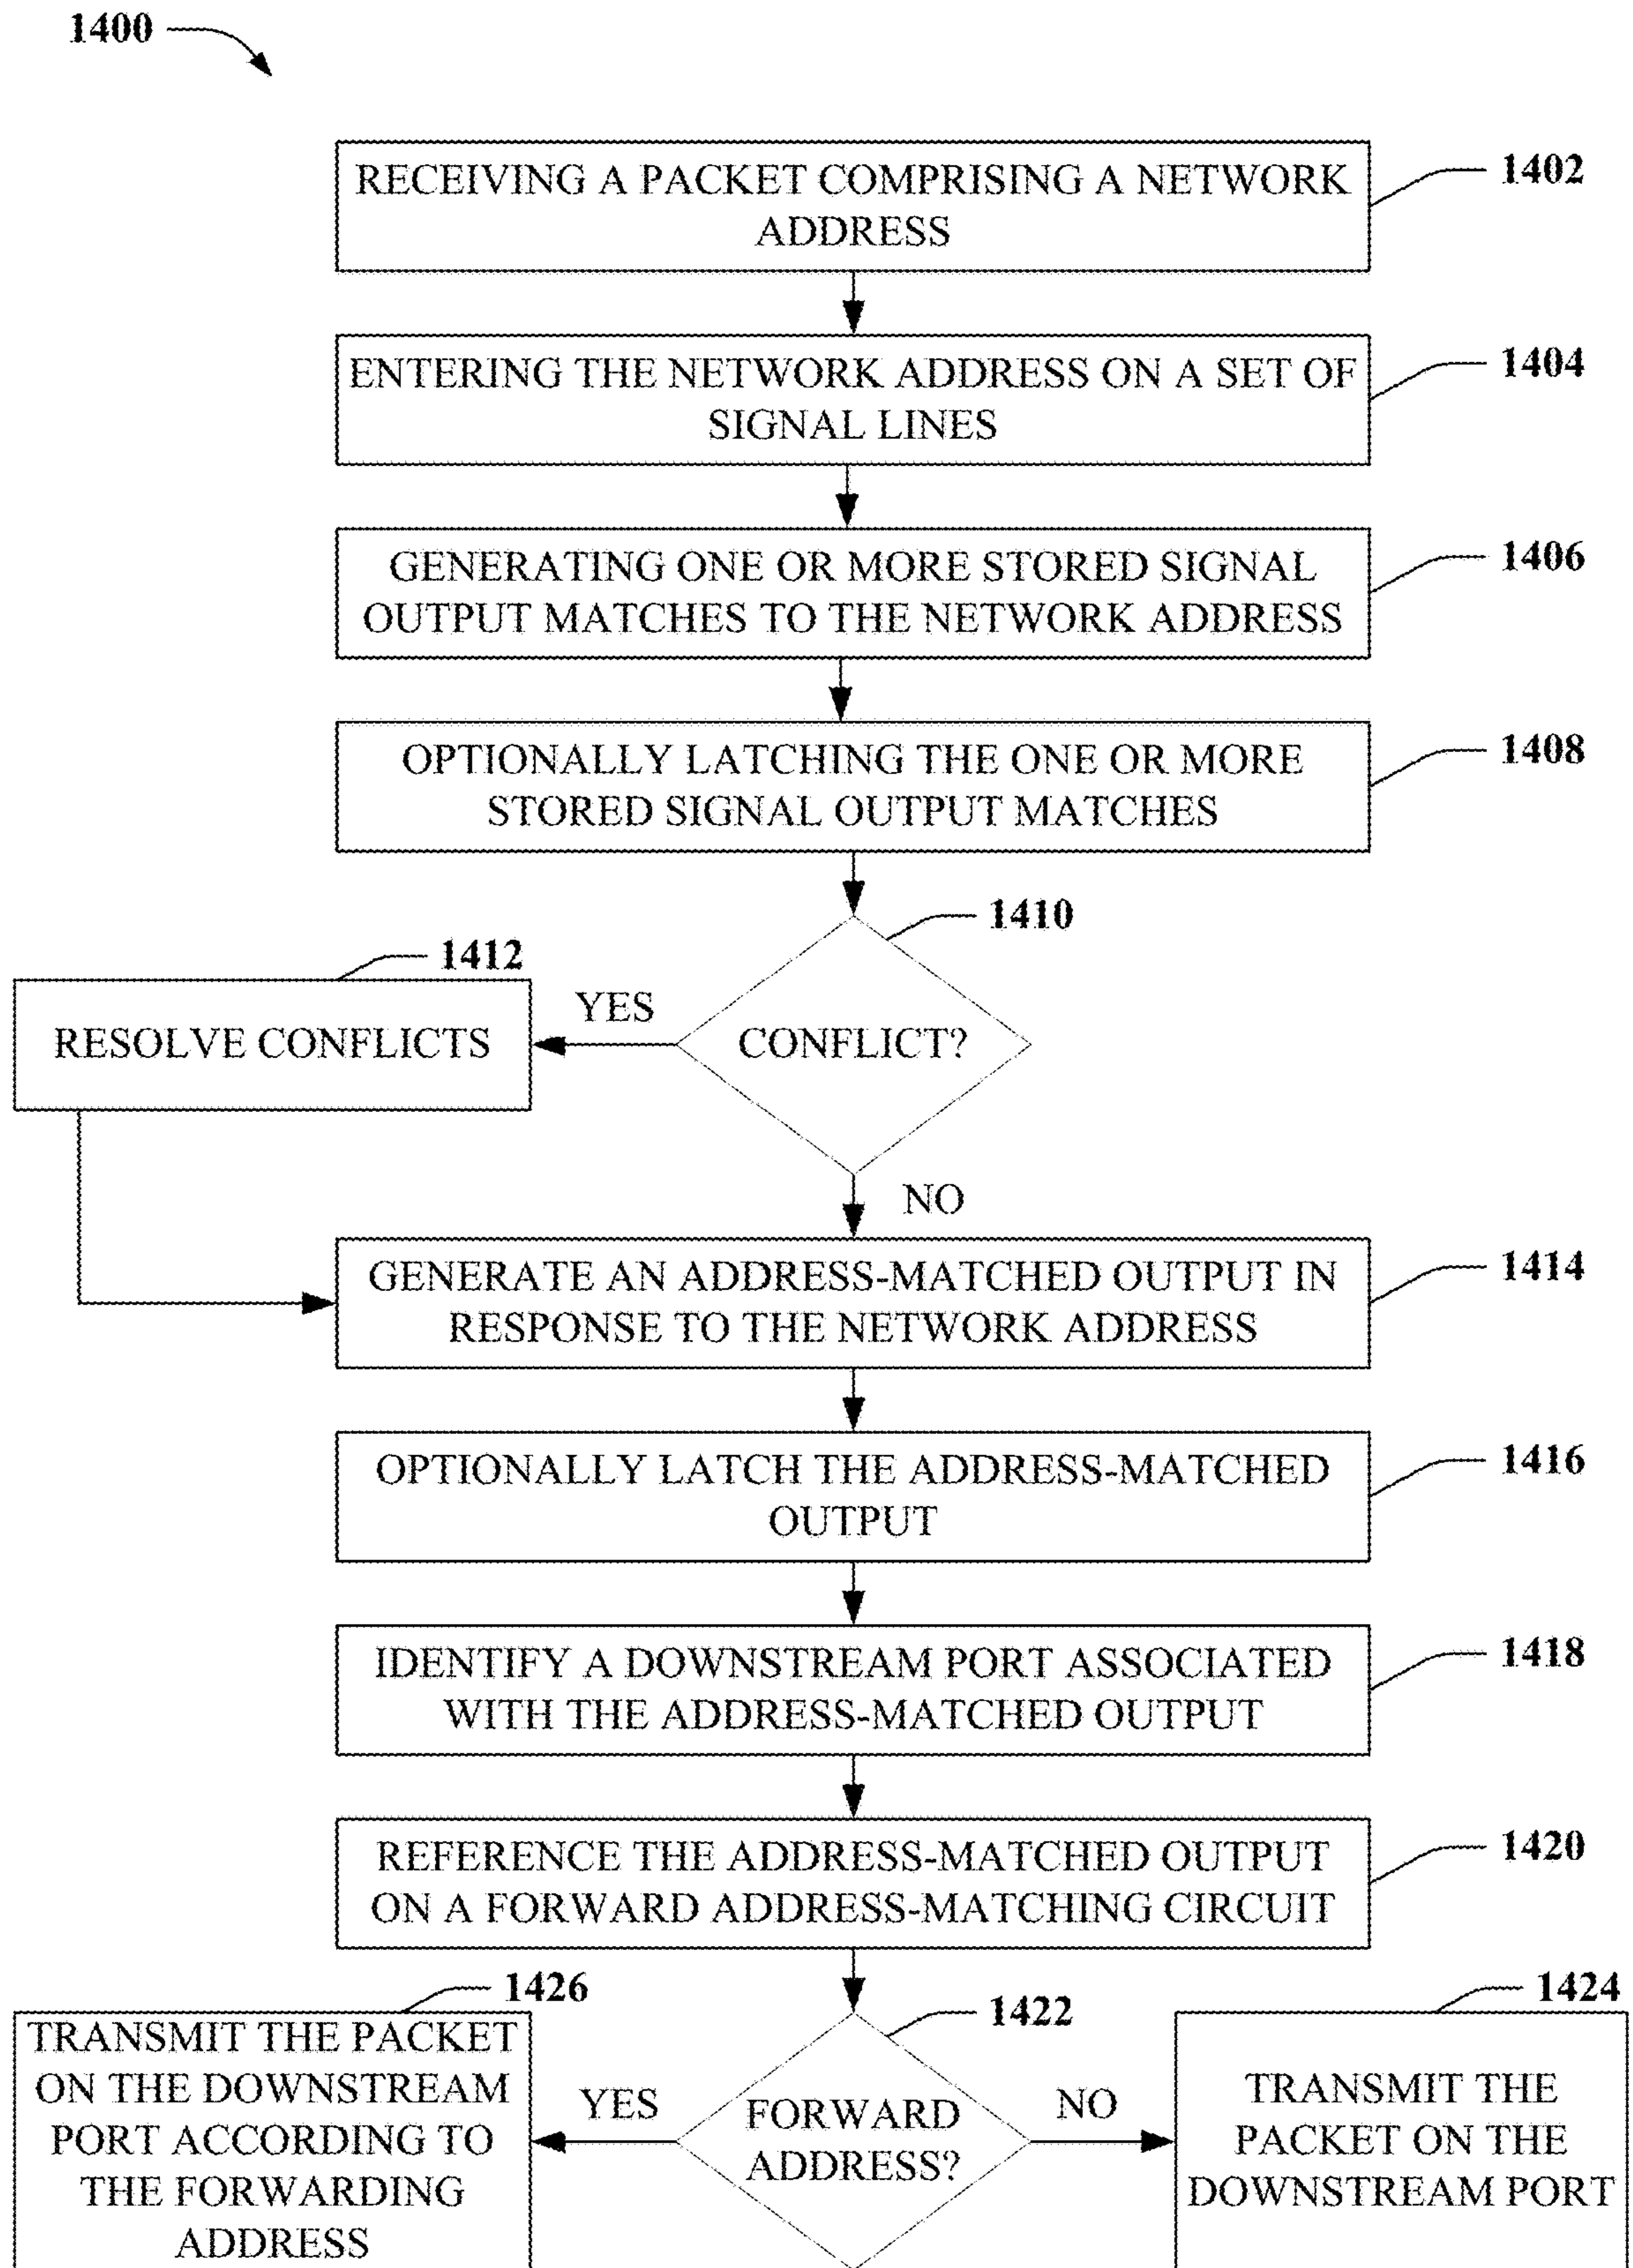 1400
RECEIVING A PACKET COMPRISING A NETWORK
ADDRESS
1402
ENTERING THE NETWORK ADDRESS ON A SET OF
SIGNAL LINES
1404
GENERATING ONE OR MORE STORED SIGNAL
OUTPUT MATCHES TO THE NETWORK ADDRESS
1406
OPTIONALLY LATCHING THE ONE OR MORE
STORED SIGNAL OUTPUT MATCHES
1408
1410
CONFLICT?
YES
1412
RESOLVE CONFLICTS
NO
GENERATE AN ADDRESS-MATCHED OUTPUT IN
RESPONSE TO THE NETWORK ADDRESS
1414
OPTIONALLY LATCH THE ADDRESS-MATCHED
OUTPUT
1416
IDENTIFY A DOWNSTREAM PORT ASSOCIATED
WITH THE ADDRESS-MATCHED OUTPUT
1418
REFERENCE THE ADDRESS-MATCHED OUTPUT
ON A FORWARD ADDRESS-MATCHING CIRCUIT
1420
1422
FORWARD
ADDRESS?
YES
1426
TRANSMIT THE PACKET
ON THE DOWNSTREAM
PORT ACCORDING TO
THE FORWARDING
ADDRESS
NO
1424
TRANSMIT THE
PACKET ON THE
DOWNSTREAM PORT